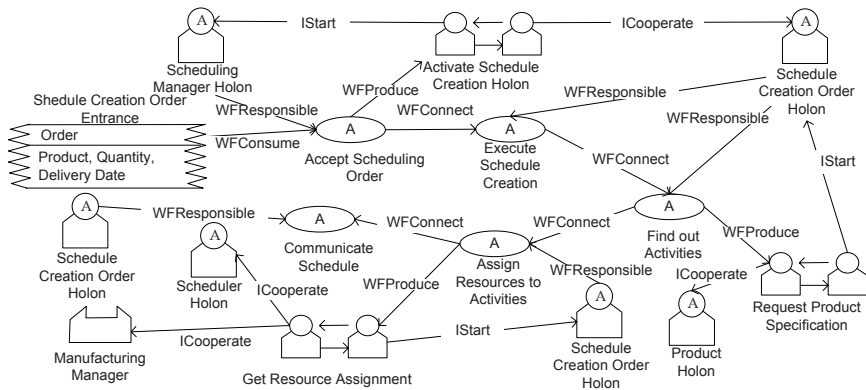 A
IStart
ICooperate
A
Scheduling
Manager Holon
Activate Schedule
Creation Holon
Schedule
Creation Order
Holon
WFProduce
WFResponsible
WFResponsible
Shedule Creation Order
Entrance
WFResponsible
WFConnect
Order
WFConsume
A
A
Product, Quantity,
Delivery Date
Accept Scheduling
Order
Execute
Schedule
Creation
WFConnect
IStart
A
WFResponsible
A
WFConnect
WFConnect
A
WFProduce
Schedule
Creation Order
Holon
A
Communicate
Schedule
A
Assign
Resources to
Activities
Find out
Activities
Scheduler
Holon
WFProduce
WFResponsible
ICooperate
ICooperate
A
A
Request Product
Specification
Manufacturing
Manager
ICooperate
IStart
Get Resource Assignment
Schedule
Creation Order
Holon
Product
Holon